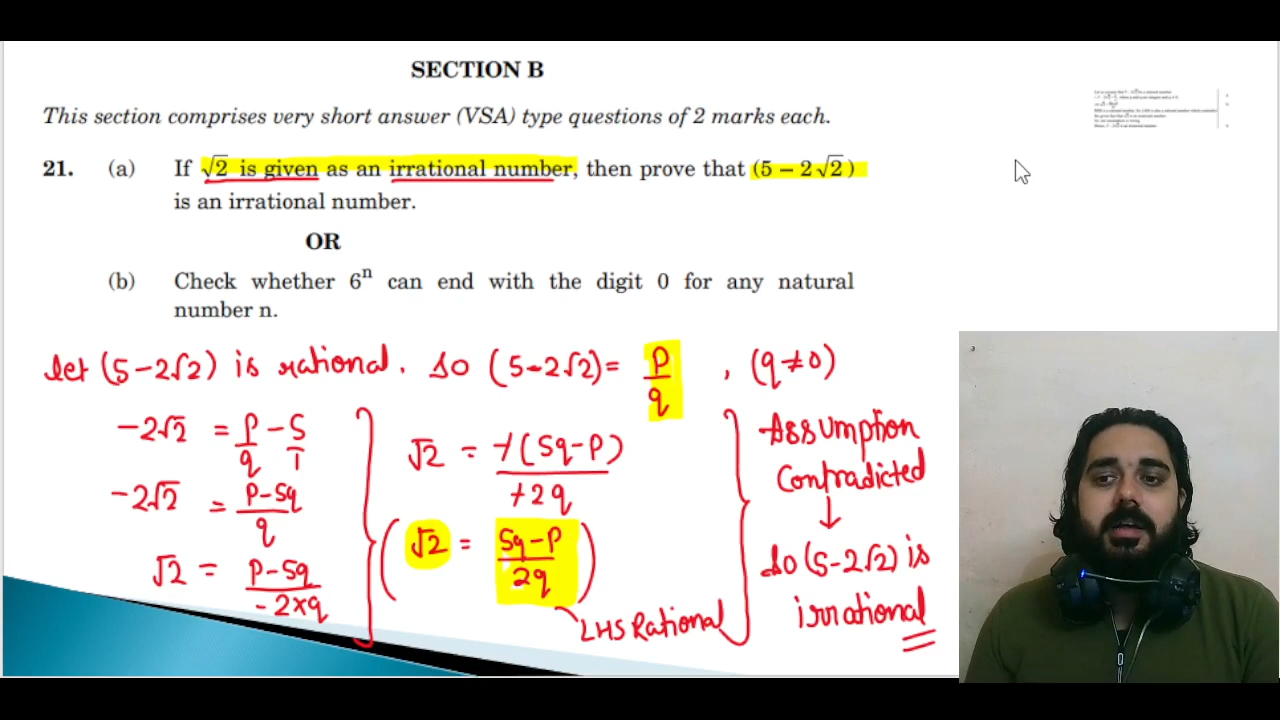 SECTION B
This section comprises very short answer (VSA) type questions of 2 marks each.
21. (a) If √2 is given as an irrational number, then prove that (5 – 2√2)
is an irrational number.
OR
(b) Check whether 6ⁿ can end with the digit 0 for any natural
number n.
let (5-2√2) is rational. so (5-2√2) = p/q , (q≠0)
-2√2 = p/q - 5/1
-2√2 = p-5q/q
√2 = p-5q/-2×q
√2 = -1(5q-p)/+2q
(√2 = 5q-p/2q)
LHS Rational
Assumption
Contradicted
↓
so (5-2√2) is
irrational